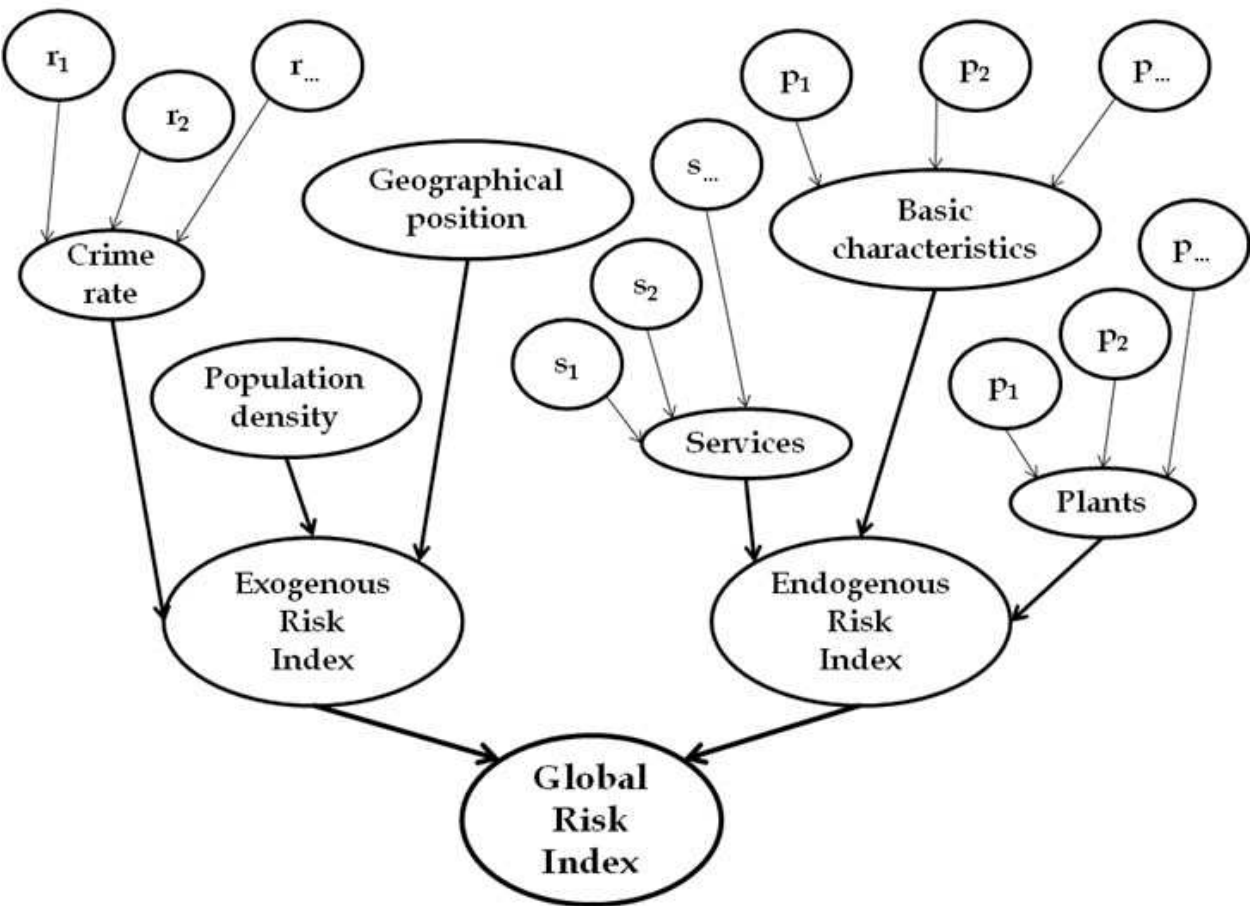 r1
r2
r...
Crime
rate
Geographical
position
Population
density
Exogenous
Risk
Index
s1
s2
s...
Services
p1
p2
p...
Basic
characteristics
p1
p2
p...
Plants
Endogenous
Risk
Index
Global
Risk
Index